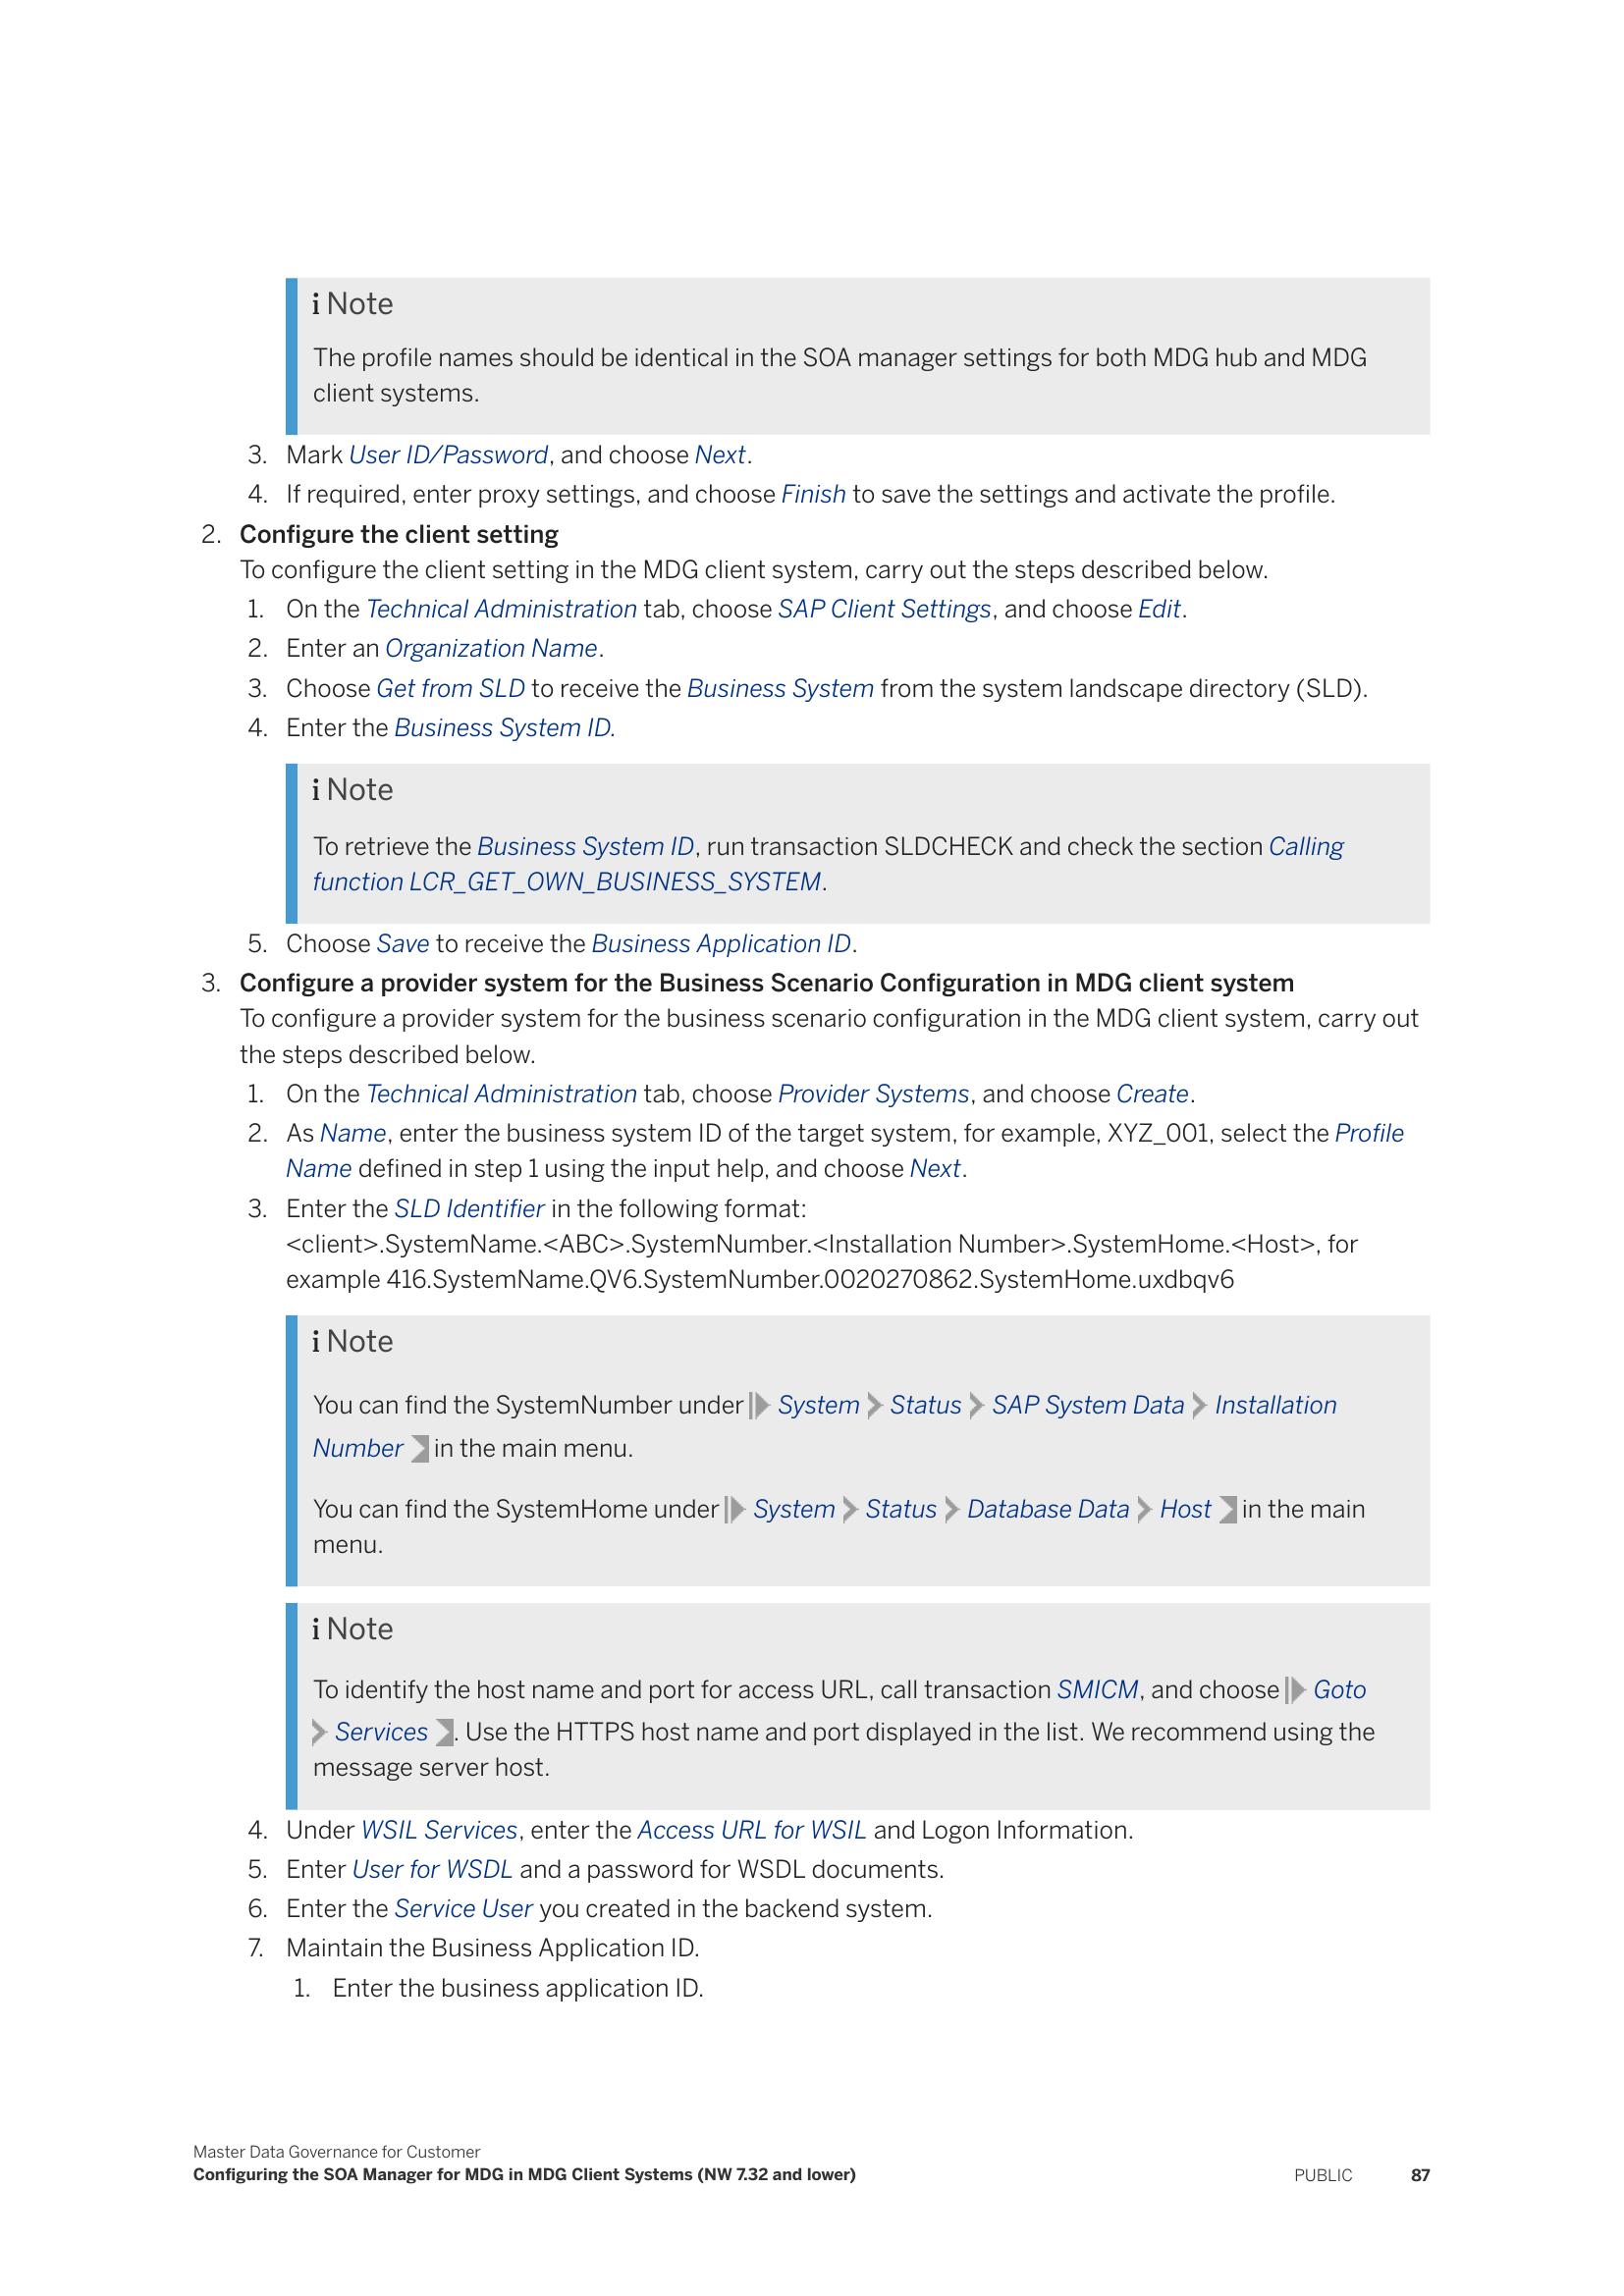 i Note
The profile names should be identical in the SOA manager settings for both MDG hub and MDG
client systems.
3. Mark User ID/Password, and choose Next.
4. If required, enter proxy settings, and choose Finish to save the settings and activate the profile.
2. Configure the client setting
To configure the client setting in the MDG client system, carry out the steps described below.
1. On the Technical Administration tab, choose SAP Client Settings, and choose Edit.
2. Enter an Organization Name.
3. Choose Get from SLD to receive the Business System from the system landscape directory (SLD).
4. Enter the Business System ID.
i Note
To retrieve the Business System ID, run transaction SLDCHECK and check the section Calling
function LCR_GET_OWN_BUSINESS_SYSTEM.
5. Choose Save to receive the Business Application ID.
3. Configure a provider system for the Business Scenario Configuration in MDG client system
To configure a provider system for the business scenario configuration in the MDG client system, carry out
the steps described below.
1. On the Technical Administration tab, choose Provider Systems, and choose Create.
2. As Name, enter the business system ID of the target system, for example, XYZ_001, select the Profile
Name defined in step 1 using the input help, and choose Next.
3. Enter the SLD Identifier in the following format:
<client>.SystemName.<ABC>.SystemNumber.<Installation Number>.SystemHome.<Host>, for
example 416.SystemName.QV6.SystemNumber.0020270862.SystemHome.uxdbqv6
i Note
You can find the SystemNumber under System Status SAP System Data Installation
Number in the main menu.
You can find the SystemHome under System Status Database Data Host in the main
menu.
i Note
To identify the host name and port for access URL, call transaction SMICM, and choose Goto
Services . Use the HTTPS host name and port displayed in the list. We recommend using the
message server host.
4. Under WSIL Services, enter the Access URL for WSIL and Logon Information.
5. Enter User for WSDL and a password for WSDL documents.
6. Enter the Service User you created in the backend system.
7. Maintain the Business Application ID.
1. Enter the business application ID.
Master Data Governance for Customer
Configuring the SOA Manager for MDG in MDG Client Systems (NW 7.32 and lower) PUBLIC 87